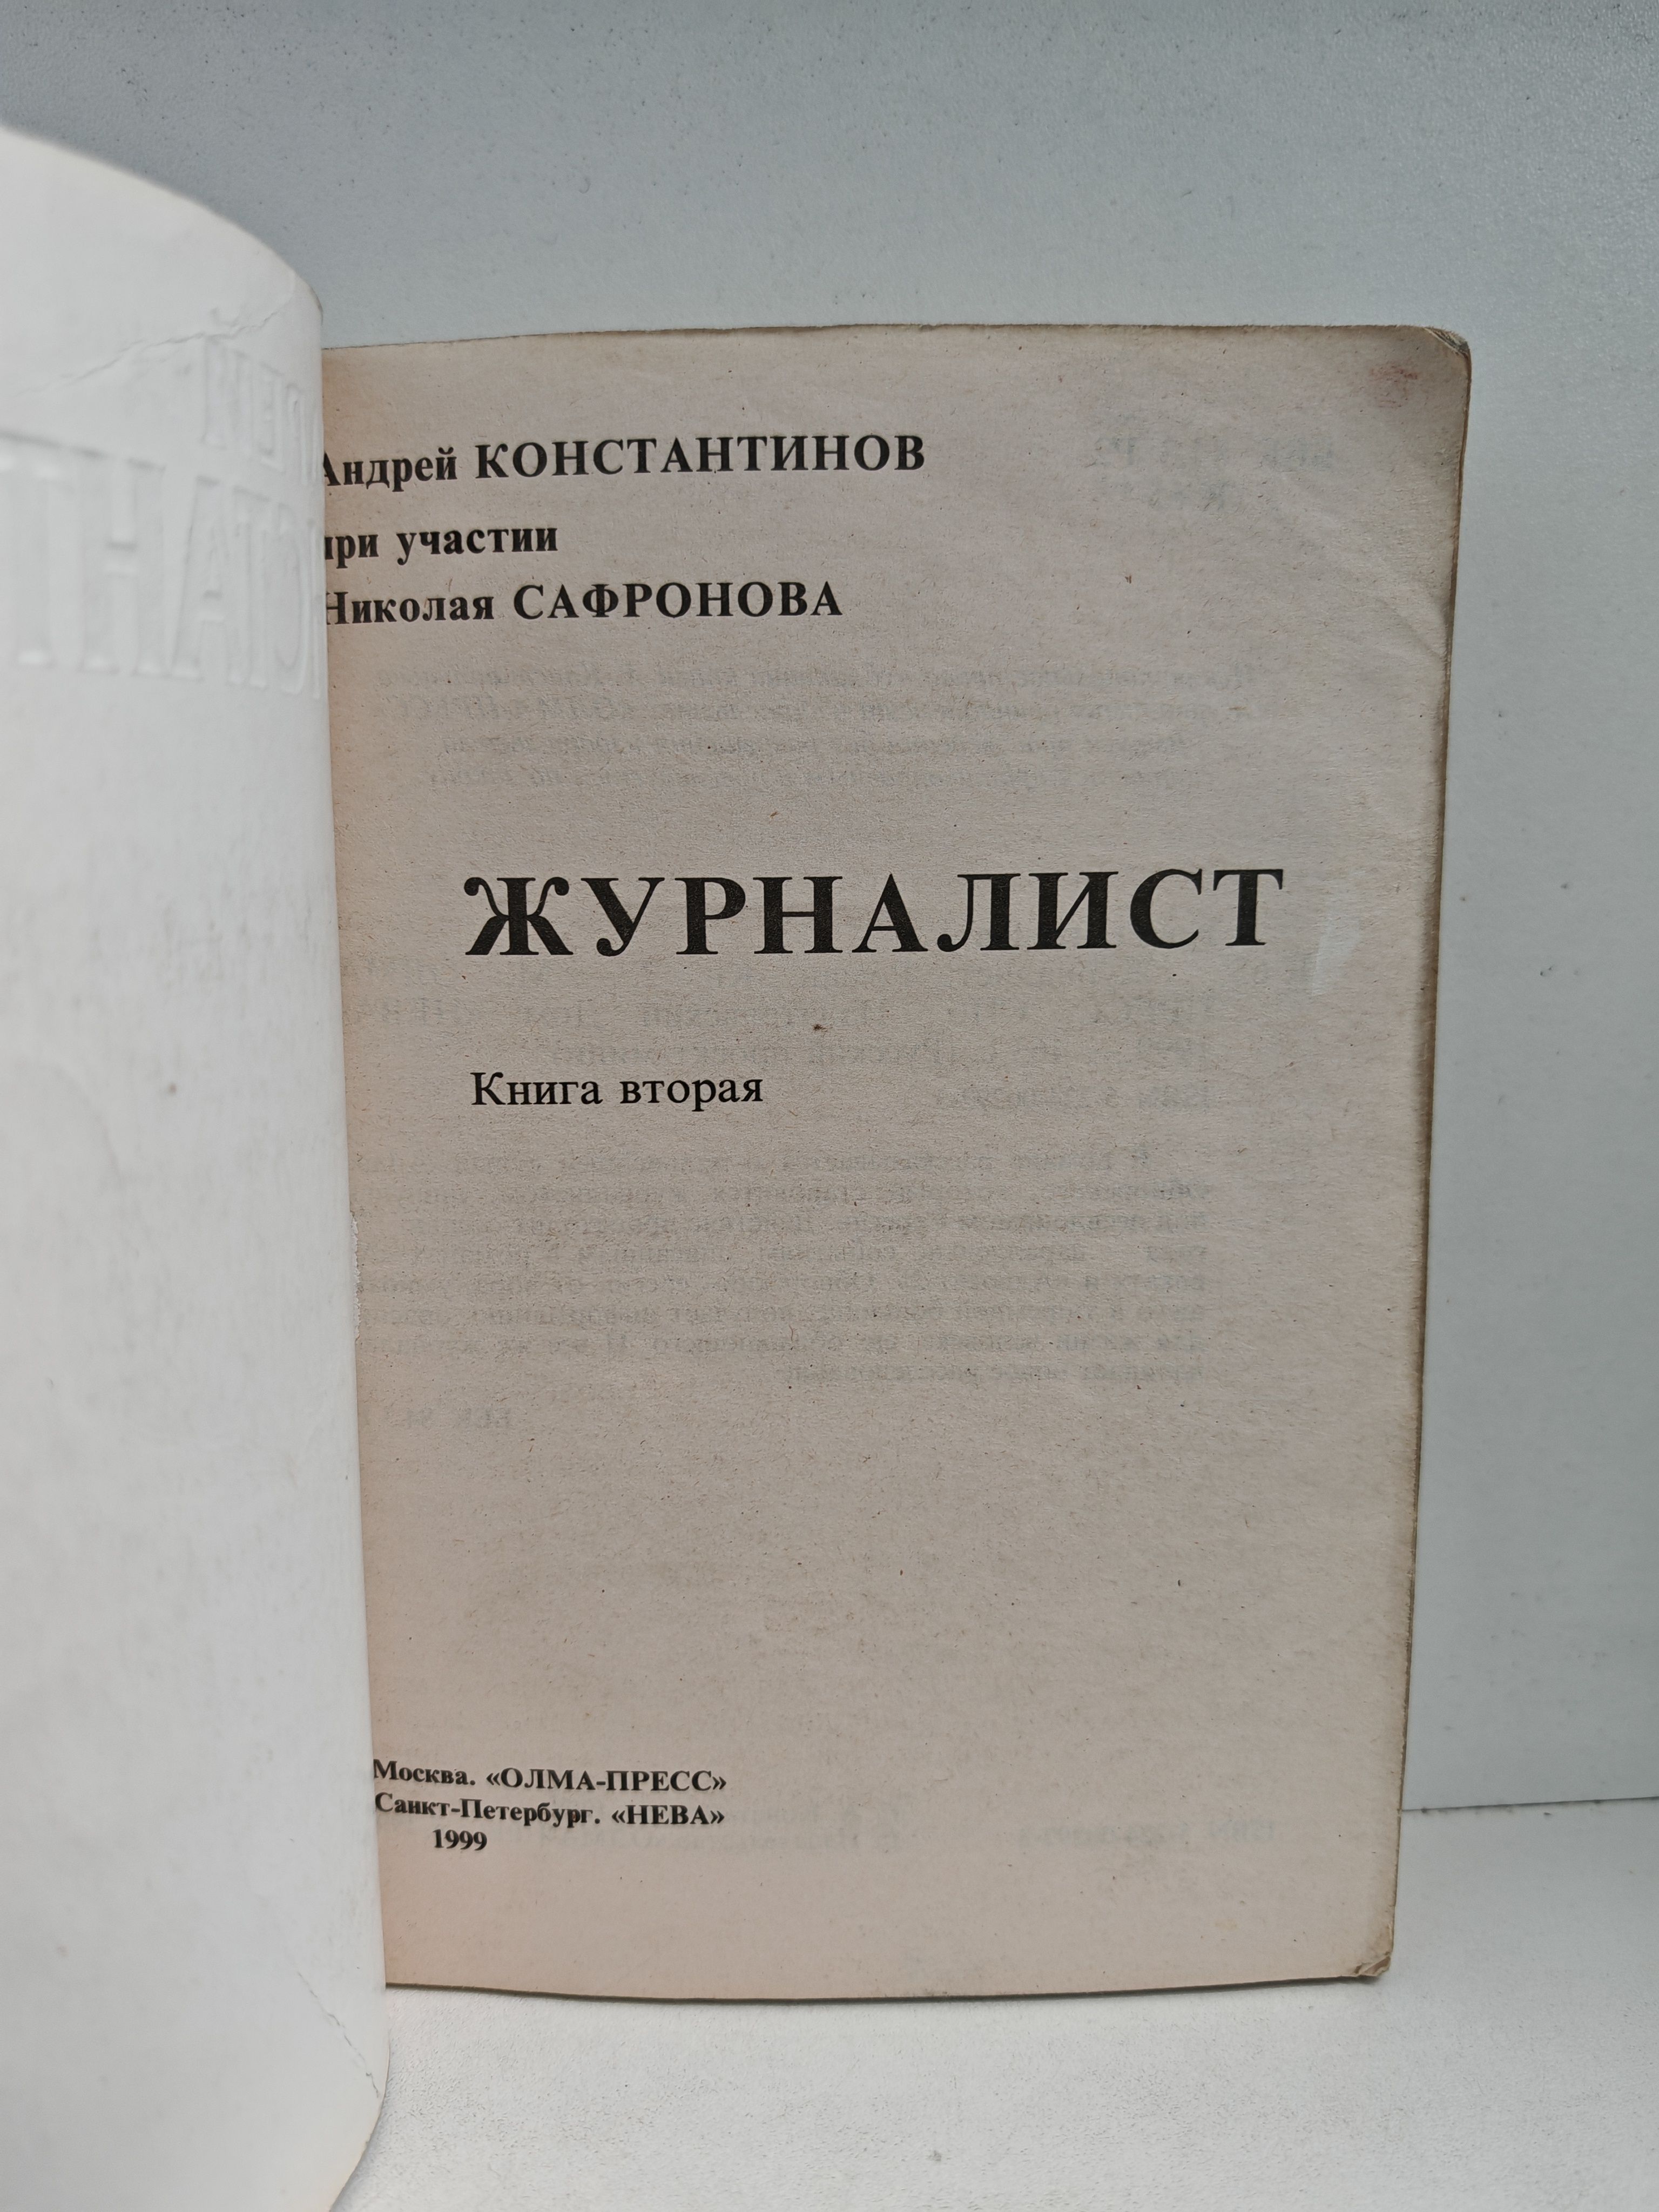 Андрей КОНСТАНТИНОВ
при участии
Николая САФРОНОВА
ЖУРНАЛИСТ
Книга вторая
Москва. «ОЛМА-ПРЕСС»
Санкт-Петербург. «НЕВА»
1999